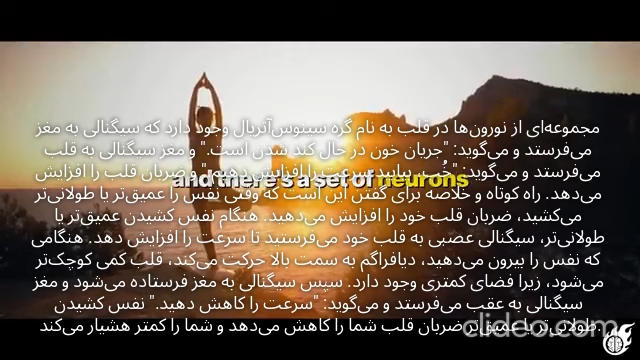 مجموعه‌ای از نورون‌ها در قلب به نام گره سینوس‌آتریال وجود دارد که سیگنالی به مغز
می‌فرستد و می‌گوید: "جریان خون در حال کند شدن است." و مغز سیگنالی به قلب
می‌فرستد و می‌گوید: "خُب، بیایید سرعت را افزایش دهیم." و ضربان قلب را افزایش
and there's a set of neurons
می‌دهد. راه کوتاه و خلاصه برای گفتن این است که وقتی نفس را عمیق‌تر یا طولانی‌تر
می‌کشید، ضربان قلب خود را افزایش می‌دهید. هنگام نفس کشیدن عمیق‌تر یا
طولانی‌تر، سیگنالی عصبی به قلب خود می‌فرستید تا سرعت را افزایش دهد. هنگامی
که نفس را بیرون می‌دهید، دیافراگم به سمت بالا حرکت می‌کند، قلب کمی کوچک‌تر
می‌شود، زیرا فضای کمتری وجود دارد. سپس سیگنالی به مغز فرستاده می‌شود و مغز
سیگنالی به عقب می‌فرستد و می‌گوید: "سرعت را کاهش دهید." نفس کشیدن
طولانی‌تر یا عمیق‌تر ضربان قلب شما را کاهش می‌دهد و شما را کمتر هشیار می‌کند.
clideo.com